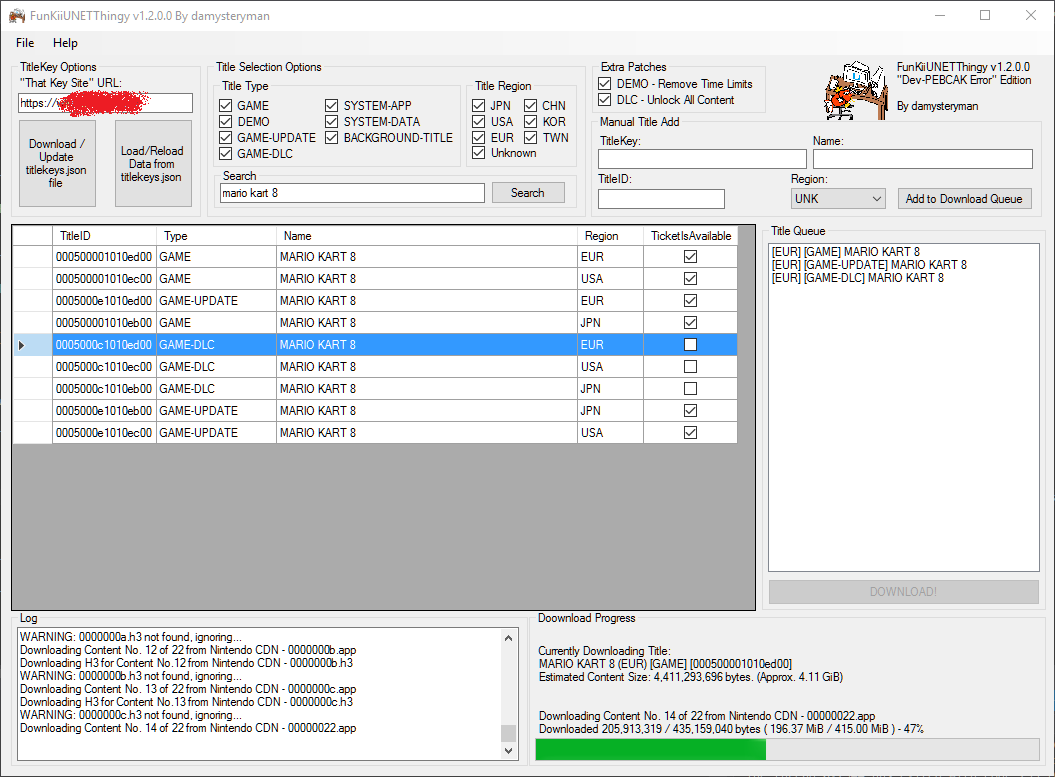 FunKiiUNETThingy v1.2.0.0 By damysteryman
File Help
TitleKey Options
"That Key Site" URL:
https://
Download /
Update
titlekeys.json
file
Load/Reload
Data from
titlekeys.json
Title Selection Options
Title Type
GAME
DEMO
GAME-UPDATE
GAME-DLC
SYSTEM-APP
SYSTEM-DATA
BACKGROUND-TITLE
Title Region
JPN
USA
EUR
Unknown
CHN
KOR
TWN
Search
mario kart 8
Search
Extra Patches
DEMO - Remove Time Limits
DLC - Unlock All Content
FunKiiUNETThingy v1.2.0.0
"Dev-PEBCAK Error" Edition
By damysteryman
Manual Title Add
TitleKey:
Name:
TitleID:
Region:
UNK
Add to Download Queue
TitleID Type Name Region TicketIsAvailable
000500001010ed00 GAME MARIO KART 8 EUR
000500001010ec00 GAME MARIO KART 8 USA
0005000e1010ed00 GAME-UPDATE MARIO KART 8 EUR
000500001010eb00 GAME MARIO KART 8 JPN
0005000c1010ed00 GAME-DLC MARIO KART 8 EUR
0005000c1010ec00 GAME-DLC MARIO KART 8 USA
0005000c1010eb00 GAME-DLC MARIO KART 8 JPN
0005000e1010eb00 GAME-UPDATE MARIO KART 8 JPN
0005000e1010ec00 GAME-UPDATE MARIO KART 8 USA
Title Queue
[EUR] [GAME] MARIO KART 8
[EUR] [GAME-UPDATE] MARIO KART 8
[EUR] [GAME-DLC] MARIO KART 8
DOWNLOAD!
Log
WARNING: 0000000a.h3 not found, ignoring...
Downloading Content No. 12 of 22 from Nintendo CDN - 0000000b.app
Downloading H3 for Content No.12 from Nintendo CDN - 0000000b.h3
WARNING: 0000000b.h3 not found, ignoring...
Downloading Content No. 13 of 22 from Nintendo CDN - 0000000c.app
Downloading H3 for Content No.13 from Nintendo CDN - 0000000c.h3
WARNING: 0000000c.h3 not found, ignoring...
Downloading Content No. 14 of 22 from Nintendo CDN - 00000022.app
Doownload Progress
Currently Downloading Title:
MARIO KART 8 (EUR) [GAME] [000500001010ed00]
Estimated Content Size: 4,411,293,696 bytes. (Approx. 4.11 GiB)
Downloading Content No. 14 of 22 from Nintendo CDN - 00000022.app
Downloaded 205,913,319 / 435,159,040 bytes ( 196.37 MiB / 415.00 MiB ) - 47%